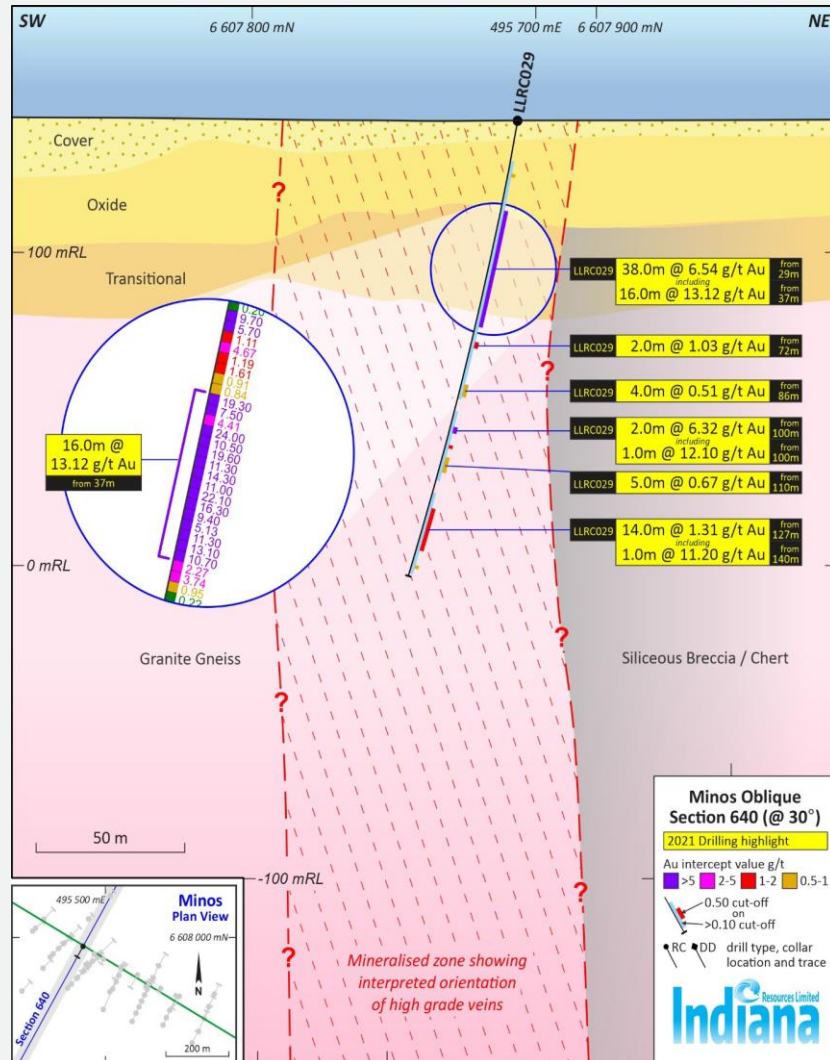 SW
6 607 800 mN
495 700 mE
6 607 900 mN
NE
LLRC029
Cover
Oxide
100 mRL
Transitional
?
?
?
?
?
?
LLRC029
38.0m @ 6.54 g/t Au
from
29m
including
16.0m @ 13.12 g/t Au
from
37m
LLRC029
2.0m @ 1.03 g/t Au
from
72m
LLRC029
4.0m @ 0.51 g/t Au
from
86m
LLRC029
2.0m @ 6.32 g/t Au
from
100m
including
1.0m @ 12.10 g/t Au
from
100m
LLRC029
5.0m @ 0.67 g/t Au
from
110m
LLRC029
14.0m @ 1.31 g/t Au
from
127m
including
1.0m @ 11.20 g/t Au
from
140m
0.20
9.70
5.70
1.11
4.67
1.19
1.61
0.91
0.84
19.30
7.50
4.41
24.00
10.50
19.60
11.30
14.30
11.00
22.10
16.30
9.40
5.13
11.30
13.10
10.70
2.27
3.74
0.95
0.22
16.0m @
13.12 g/t Au
from 37m
0 mRL
Granite Gneiss
Siliceous Breccia / Chert
50 m
-100 mRL
Mineralised zone showing
interpreted orientation
of high grade veins
495 500 mE
Minos
Plan View
6 608 000 mN
N
Section 640
200 m
Minos Oblique
Section 640 (@ 30°)
2021 Drilling highlight
Au intercept value g/t
>5
2-5
1-2
0.5-1
0.50 cut-off
on
>0.10 cut-off
RC
DD
drill type, collar
location and trace
Resources Limited
Indiana